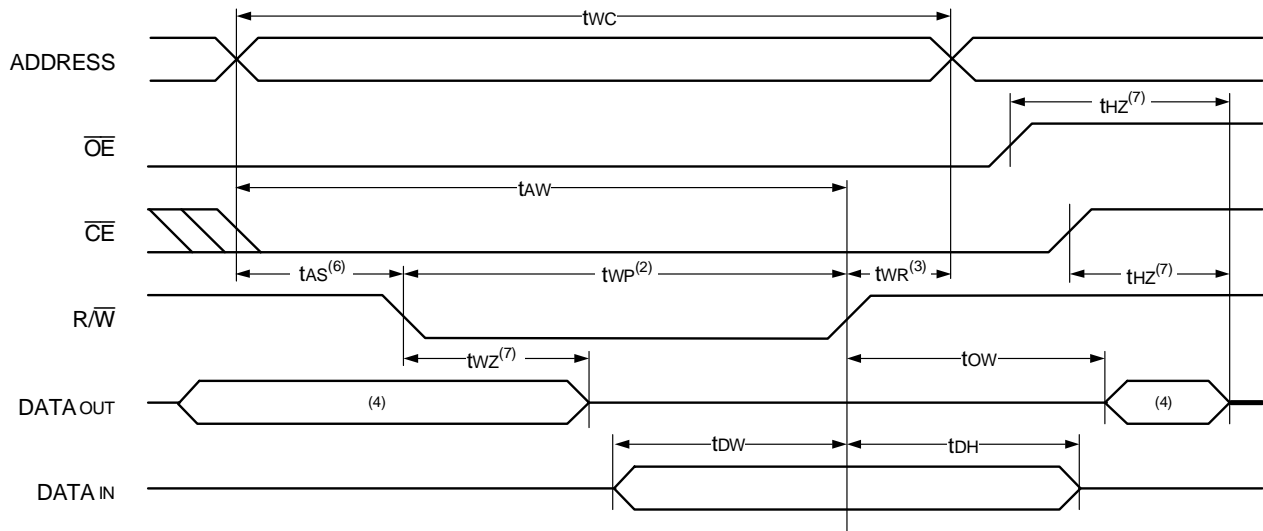 tWC
ADDRESS
tHZ(7)
OE
tAW
CE
tAS(6) tWP(2) tWR(3) tHZ(7)
R/W
tWZ(7) tOW
DATA OUT (4) (4)
tDW tDH
DATA IN